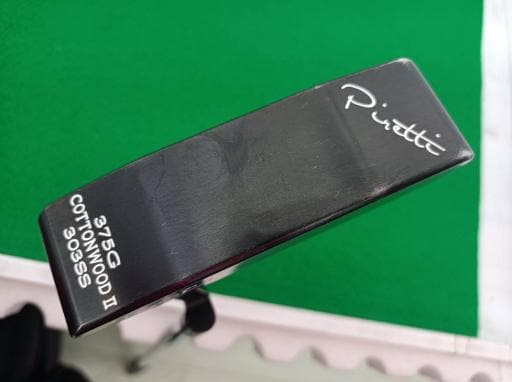 Piretti
375G
COTTONWOOD II
303SS